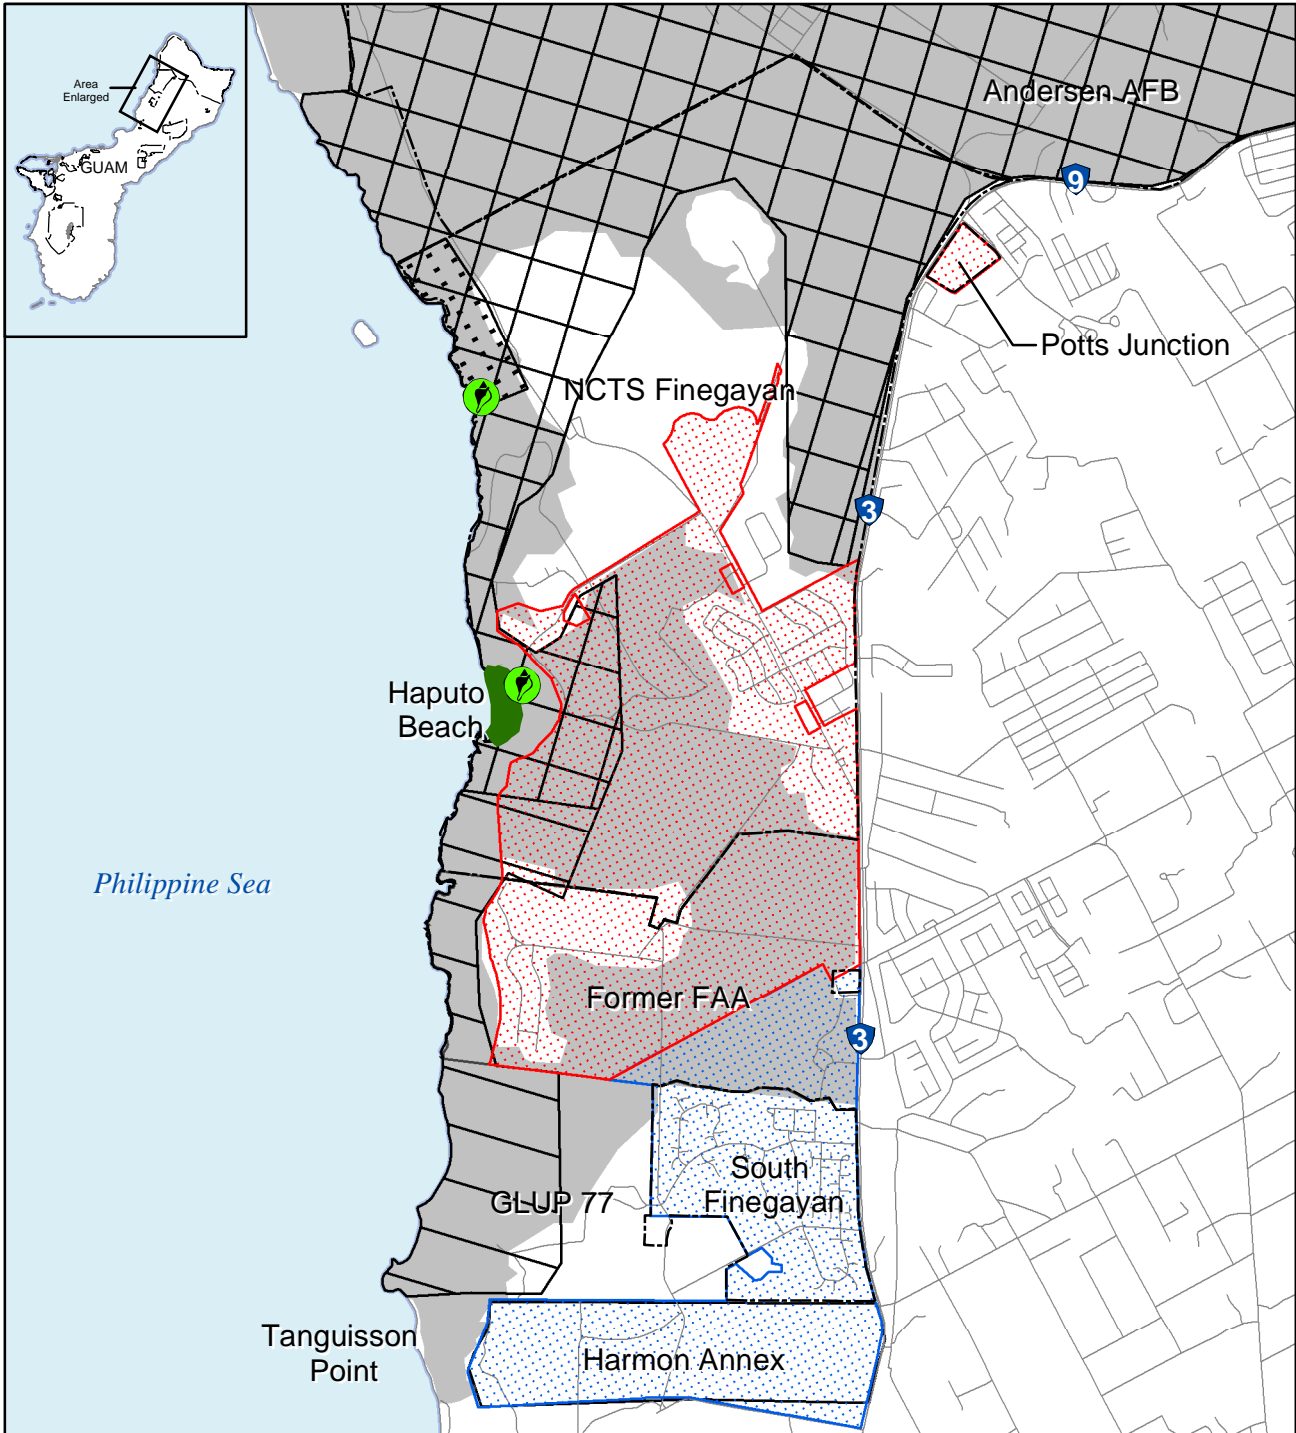 Area
Enlarged
GUAM
Andersen AFB
9
Potts Junction
NCTS Finegayan
3
Haputo
Beach
Philippine Sea
Former FAA
3
South
Finegayan
GLUP 77
Tanguisson
Point
Harmon Annex